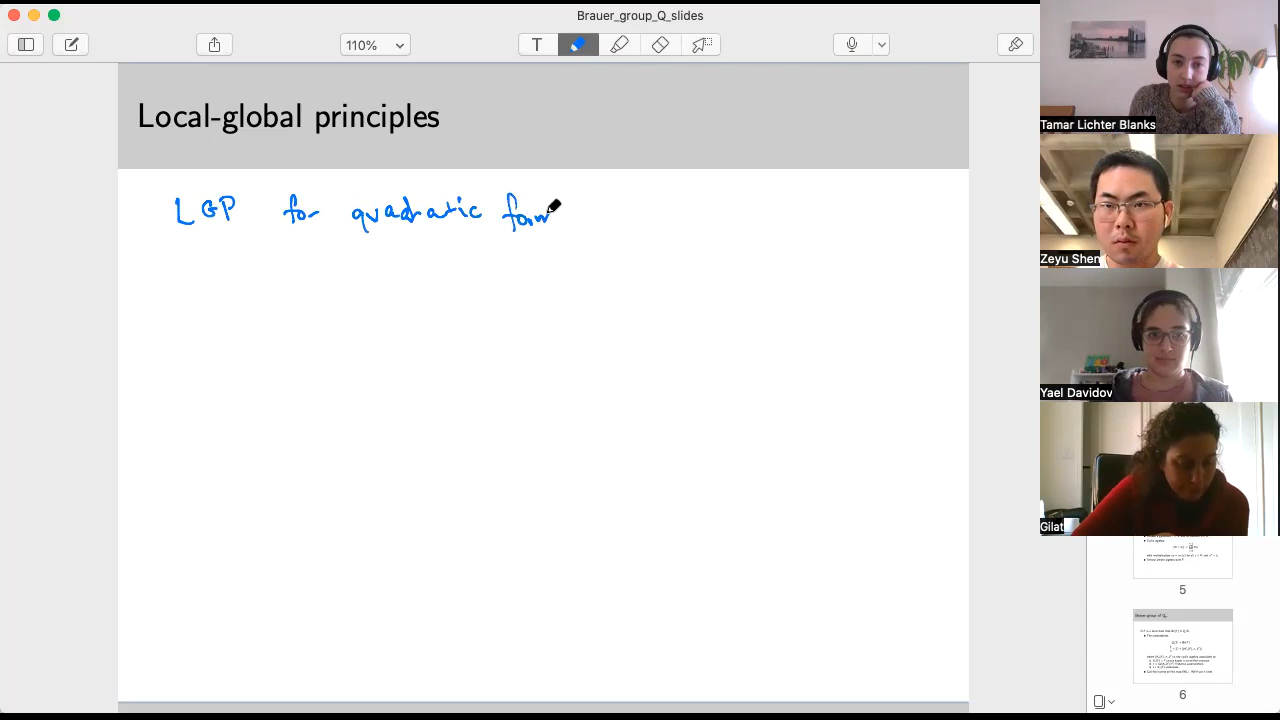 Brauer_group_Q_slides
110%
T
Local-global principles
LGP for quadratic form
Tamar Lichter Blanks
Zeyu Shen
Yael Davidov
Gilat
5
6